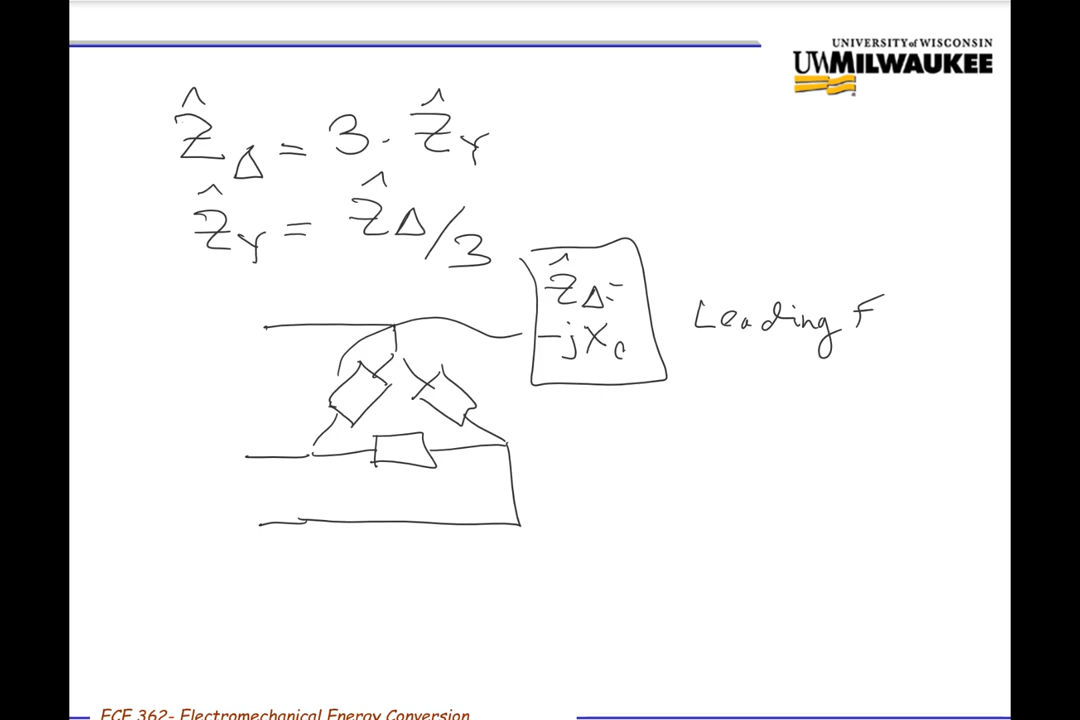 UNIVERSITY of WISCONSIN
UWMILWAUKEE
Ẑ_Δ = 3 · Ẑ_Y
Ẑ_Y = Ẑ_Δ/3
Ẑ_Δ =
-jX_c
Leading F
ECE 362- Electromechanical Energy Conversion